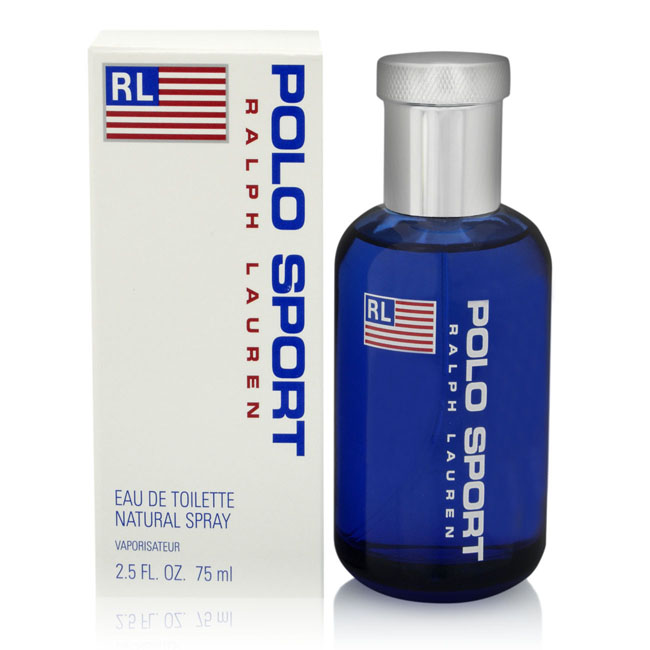 RL
POLO SPORT
RALPH LAUREN
EAU DE TOILETTE
NATURAL SPRAY
VAPORISATEUR
2.5 FL. OZ. 75 ml
RL
POLO SPORT
RALPH LAUREN